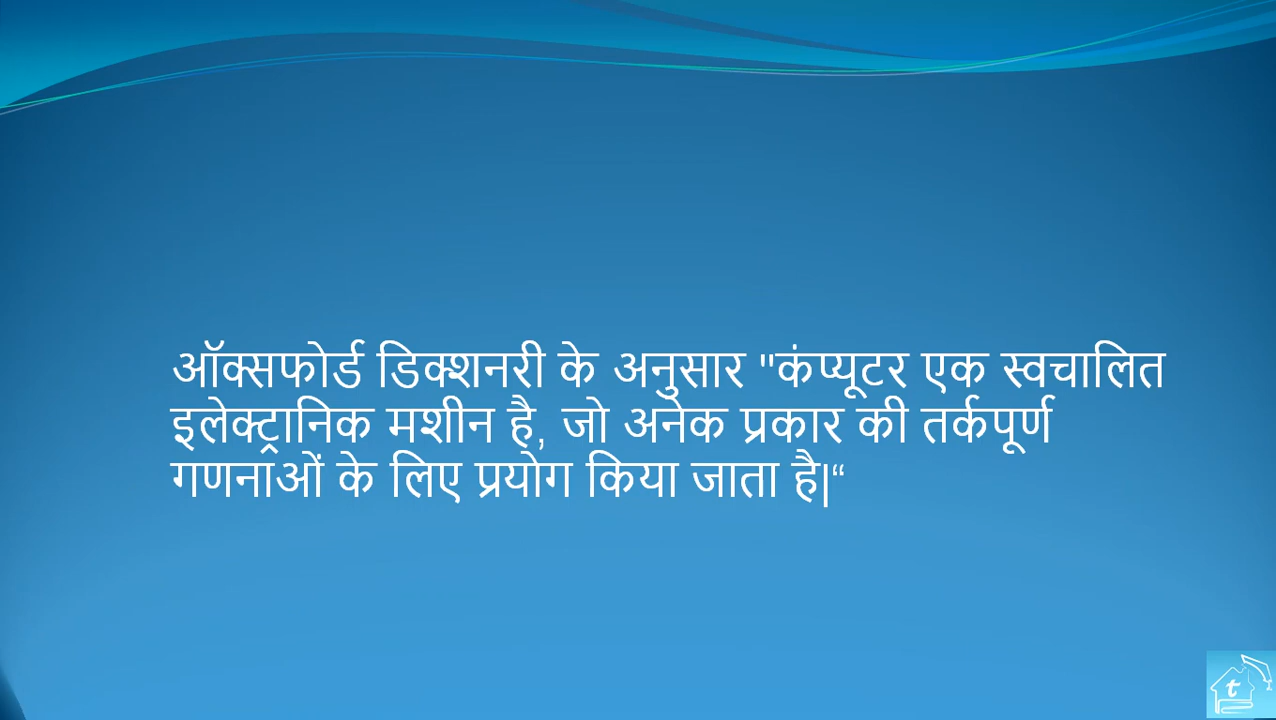 ऑक्सफोर्ड डिक्शनरी के अनुसार "कंप्यूटर एक स्वचालित
इलेक्ट्रानिक मशीन है, जो अनेक प्रकार की तर्कपूर्ण
गणनाओं के लिए प्रयोग किया जाता है|“
t